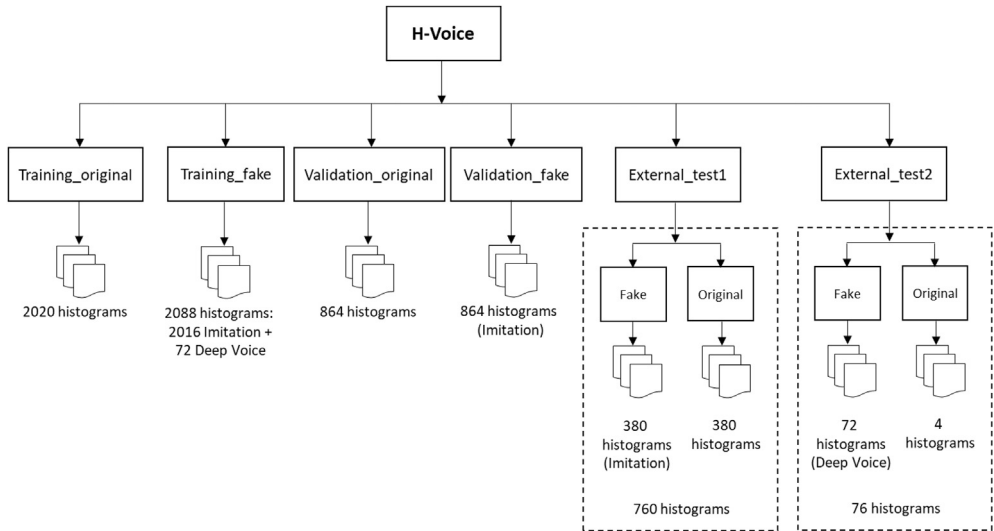 H-Voice
Training_original
Training_fake
Validation_original
Validation_fake
External_test1
External_test2
2020 histograms
2088 histograms:
2016 Imitation +
72 Deep Voice
864 histograms
864 histograms
(Imitation)
Fake
Original
380
histograms
(Imitation)
380
histograms
760 histograms
Fake
Original
72
histograms
(Deep Voice)
4
histograms
76 histograms